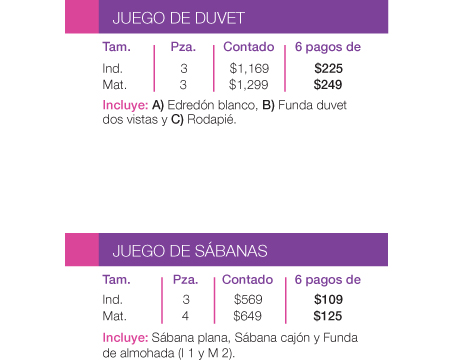 JUEGO DE DUVET
Tam. Pza. Contado 6 pagos de
Ind. 3 $1,169 $225
Mat. 3 $1,299 $249
Incluye: A) Edredón blanco, B) Funda duvet
dos vistas y C) Rodapié.
JUEGO DE SÁBANAS
Tam. Pza. Contado 6 pagos de
Ind. 3 $569 $109
Mat. 4 $649 $125
Incluye: Sábana plana, Sábana cajón y Funda
de almohada (I 1 y M 2).